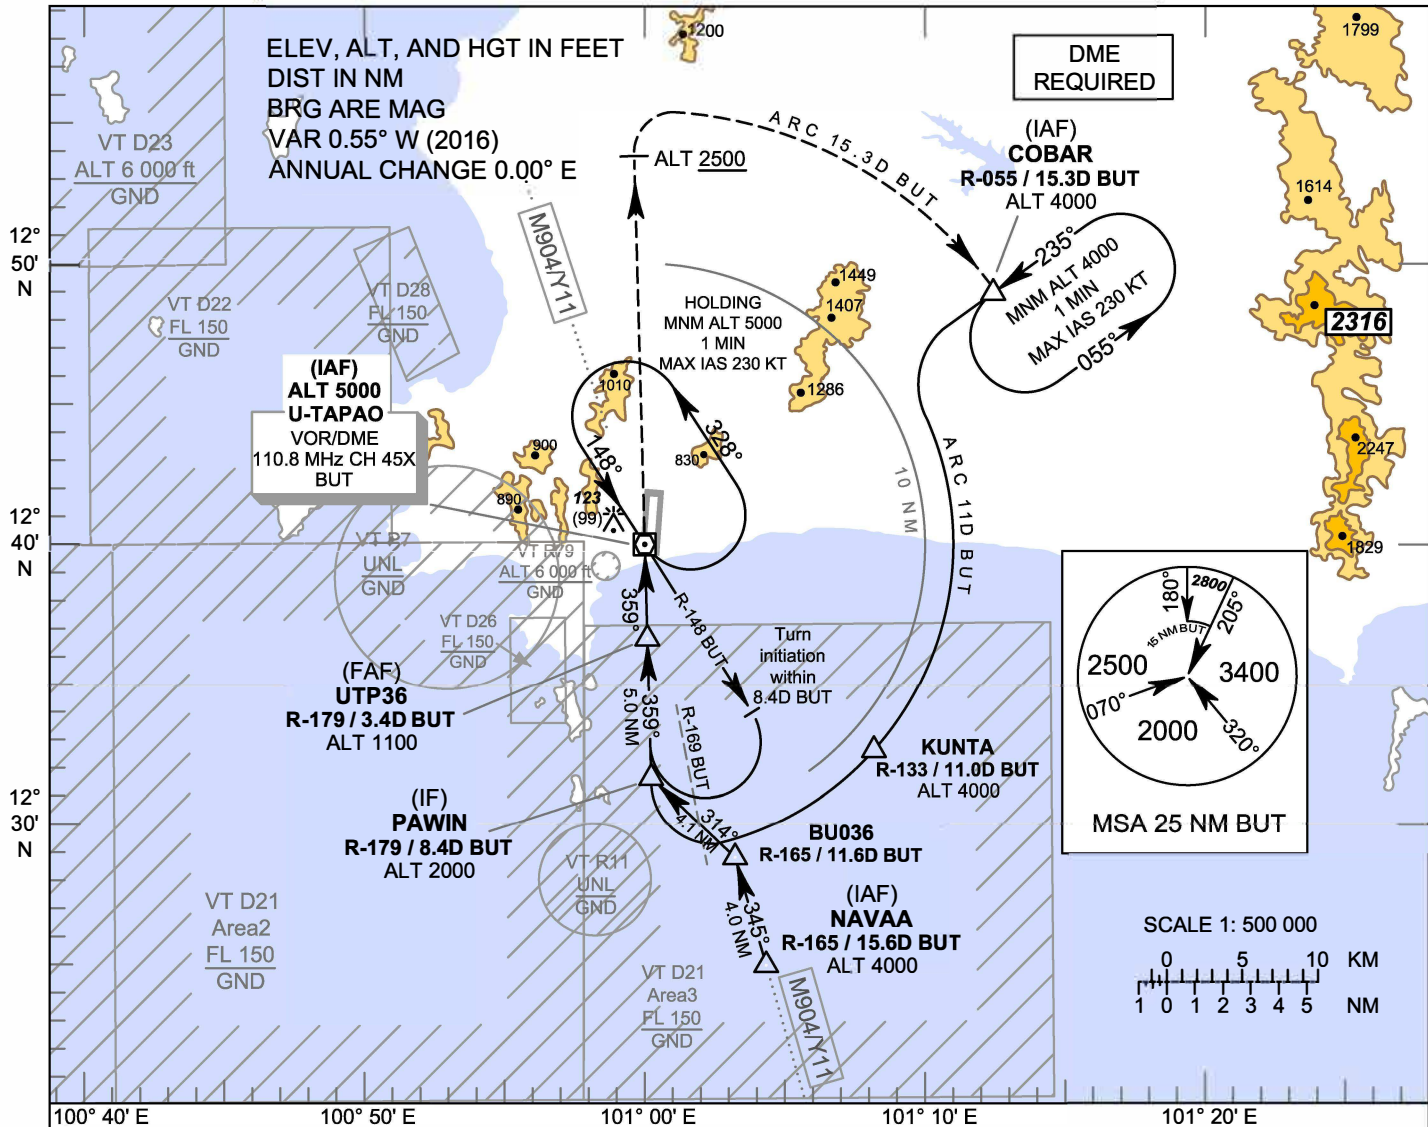 ELEV, ALT, AND HGT IN FEET
DIST IN NM
BRG ARE MAG
VAR 0.55° W (2016)
ANNUAL CHANGE 0.00° E
1200
1799
DME
REQUIRED
ARC 15.3D BUT
(IAF)
COBAR
R-055 / 15.3D BUT
ALT 4000
ALT 2500
VT D23
ALT 6 000 ft
GND
1614
M904/Y11
12°
50'
N
235°
MNM ALT 4000
1 MIN
MAX IAS 230 KT
055°
VT D22
FL 150
GND
VT D28
FL 150
GND
HOLDING
MNM ALT 5000
1 MIN
MAX IAS 230 KT
1449
1407
1286
2316
(IAF)
ALT 5000
U-TAPAO
VOR/DME
110.8 MHz CH 45X
BUT
1010
148°
328°
830
900
890
123
(99)
2247
1829
10 NM
ARC 11D BUT
12°
40'
N
VT P7
UNL
GND
VT R79
ALT 6 000 ft
GND
VT D26
FL 150
GND
359°
R-148 BUT
Turn
initiation
within
8.4D BUT
180°
2800
205°
15 NM BUT
2500
3400
070°
2000
320°
MSA 25 NM BUT
(FAF)
UTP36
R-179 / 3.4D BUT
ALT 1100
359°
5.0 NM
R-169 BUT
KUNTA
R-133 / 11.0D BUT
ALT 4000
12°
30'
N
(IF)
PAWIN
R-179 / 8.4D BUT
ALT 2000
314°
4.1 NM
BU036
R-165 / 11.6D BUT
VT R11
UNL
GND
(IAF)
NAVAA
R-165 / 15.6D BUT
ALT 4000
345°
4.0 NM
VT D21
Area2
FL 150
GND
VT D21
Area3
FL 150
GND
M904/Y11
SCALE 1: 500 000
0 5 10 KM
1 0 1 2 3 4 5 NM
100° 40' E
100° 50' E
101° 00' E
101° 10' E
101° 20' E